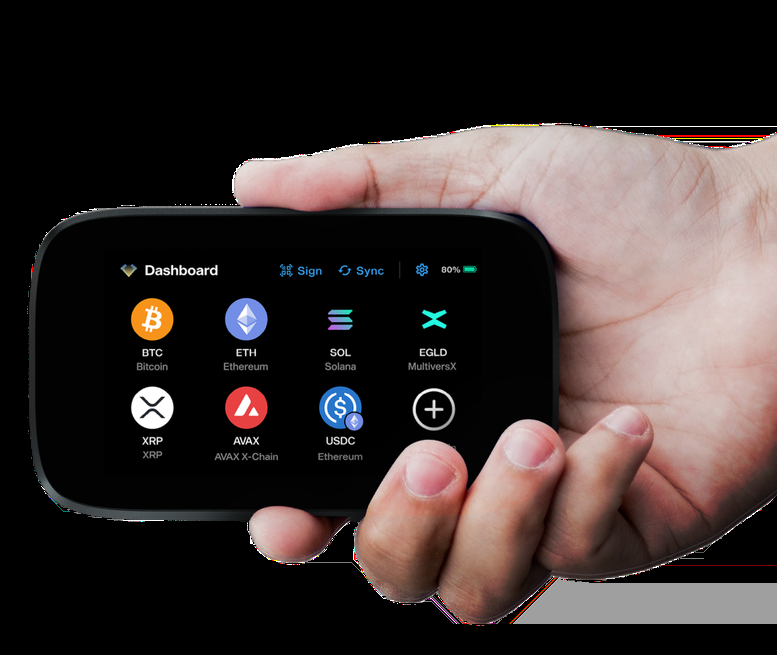 Dashboard Sign Sync 80%
BTC ETH SOL EGLD
Bitcoin Ethereum Solana MultiversX
XRP AVAX USDC
XRP AVAX X-Chain Ethereum